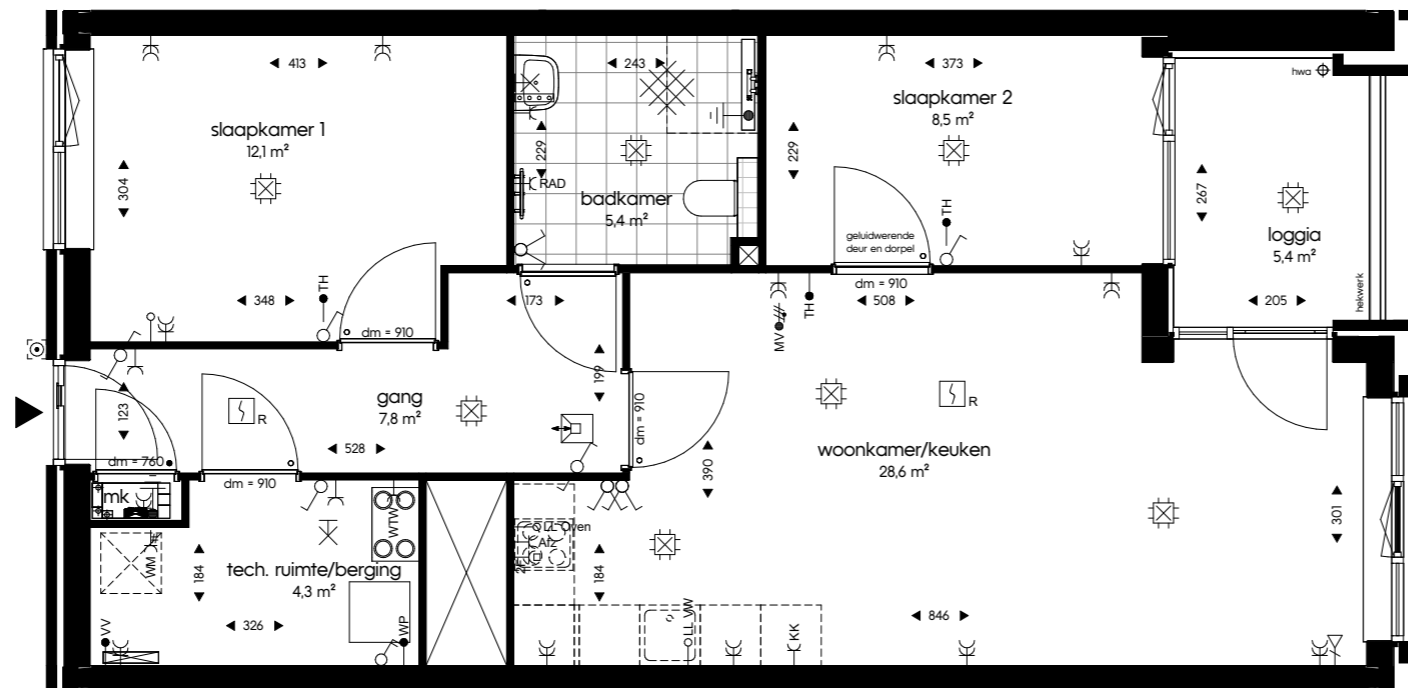 413
243
373
hwa
slaapkamer 1
12,1 m²
slaapkamer 2
8,5 m²
304
229
229
267
RAD
badkamer
5,4 m²
TH
geluidwerende
deur en dorpel
loggia
5,4 m²
348
TH
173
dm = 910
508
TH
205
hekwerk
dm = 910
MV
199
123
gang
7,8 m²
R
R
dm = 910
528
390
woonkamer/keuken
28,6 m²
dm = 760
dm = 910
mk
WTW
301
Oven
Afz
WM
184
tech. ruimte/berging
4,3 m²
184
326
846
VV
WP
LL VW
KK